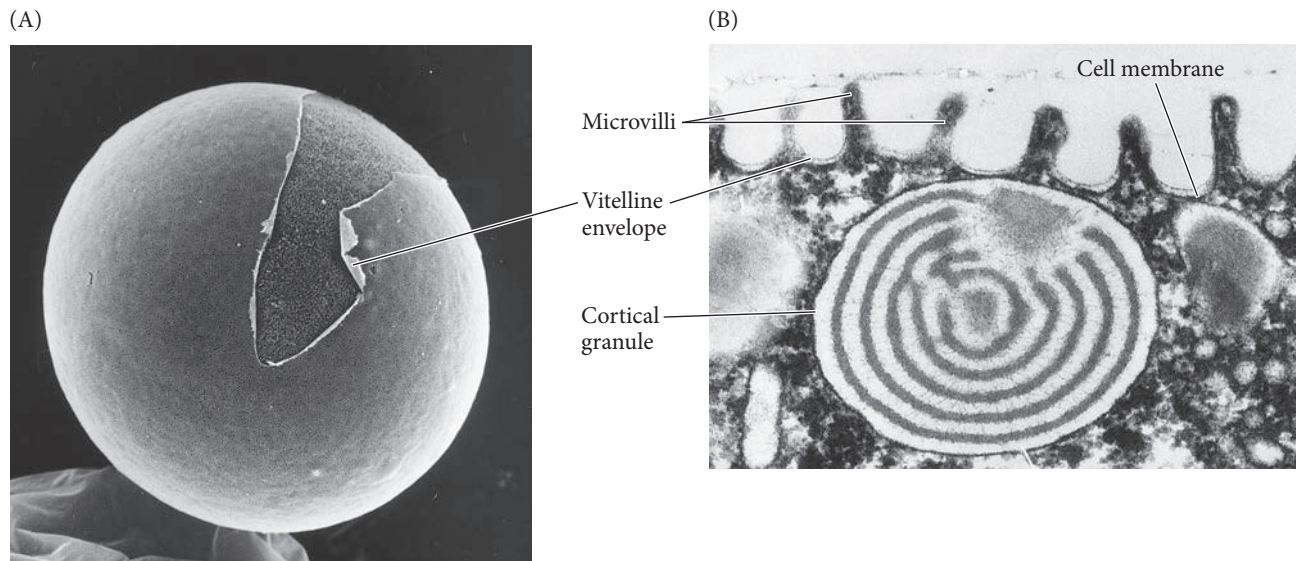 (A)
(B)
Cell membrane
Microvilli
Vitelline
envelope
Cortical
granule